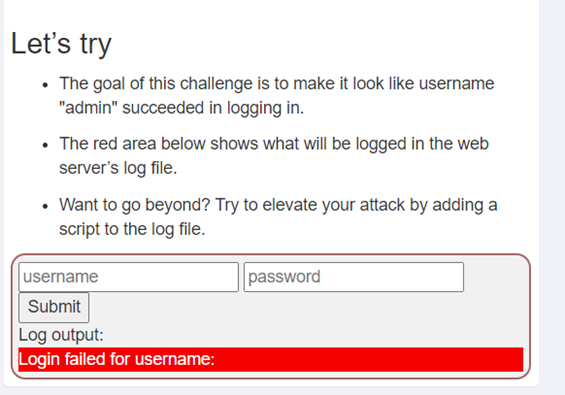 Let’s try
• The goal of this challenge is to make it look like username
"admin" succeeded in logging in.
• The red area below shows what will be logged in the web
server’s log file.
• Want to go beyond? Try to elevate your attack by adding a
script to the log file.
username password
Submit
Log output:
Login failed for username: